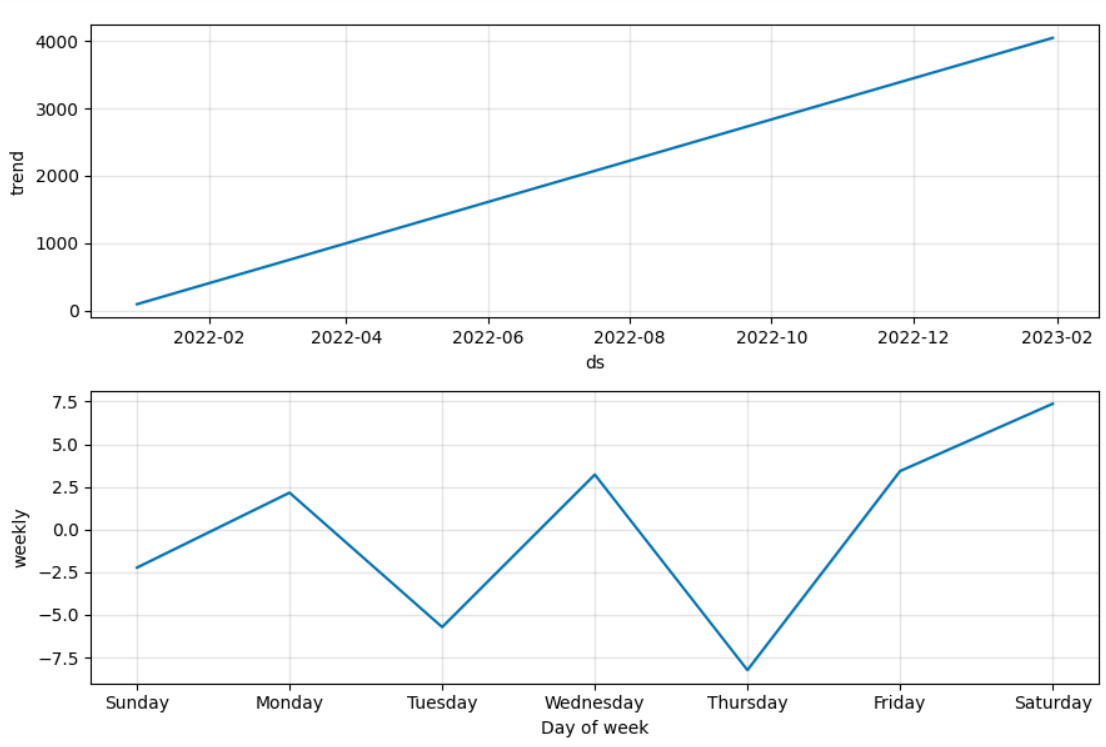 4000
3000
2000
1000
0
trend
2022-02 2022-04 2022-06 2022-08 2022-10 2022-12 2023-02
ds
7.5
5.0
2.5
0.0
−2.5
−5.0
−7.5
weekly
Sunday Monday Tuesday Wednesday Thursday Friday Saturday
Day of week